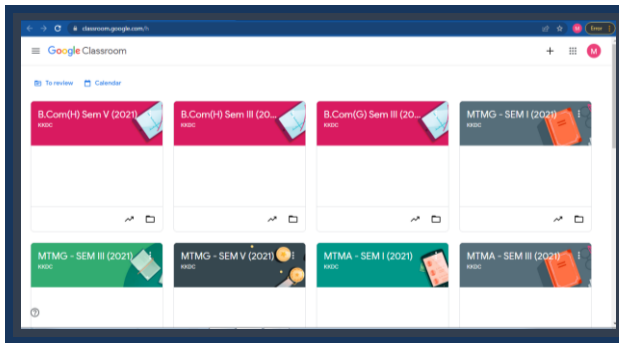 classroom.google.com/h
Error
Google Classroom
M
To review
Calendar
B.Com(H) Sem V (2021)
KKDC
B.Com(H) Sem III (20...
KKDC
B.Com(G) Sem III (20...
KKDC
MTMG - SEM I (2021)
KKDC
MTMG - SEM III (2021)
KKDC
MTMG - SEM V (2021)
KKDC
MTMA - SEM I (2021)
KKDC
MTMA - SEM III (2021)
KKDC